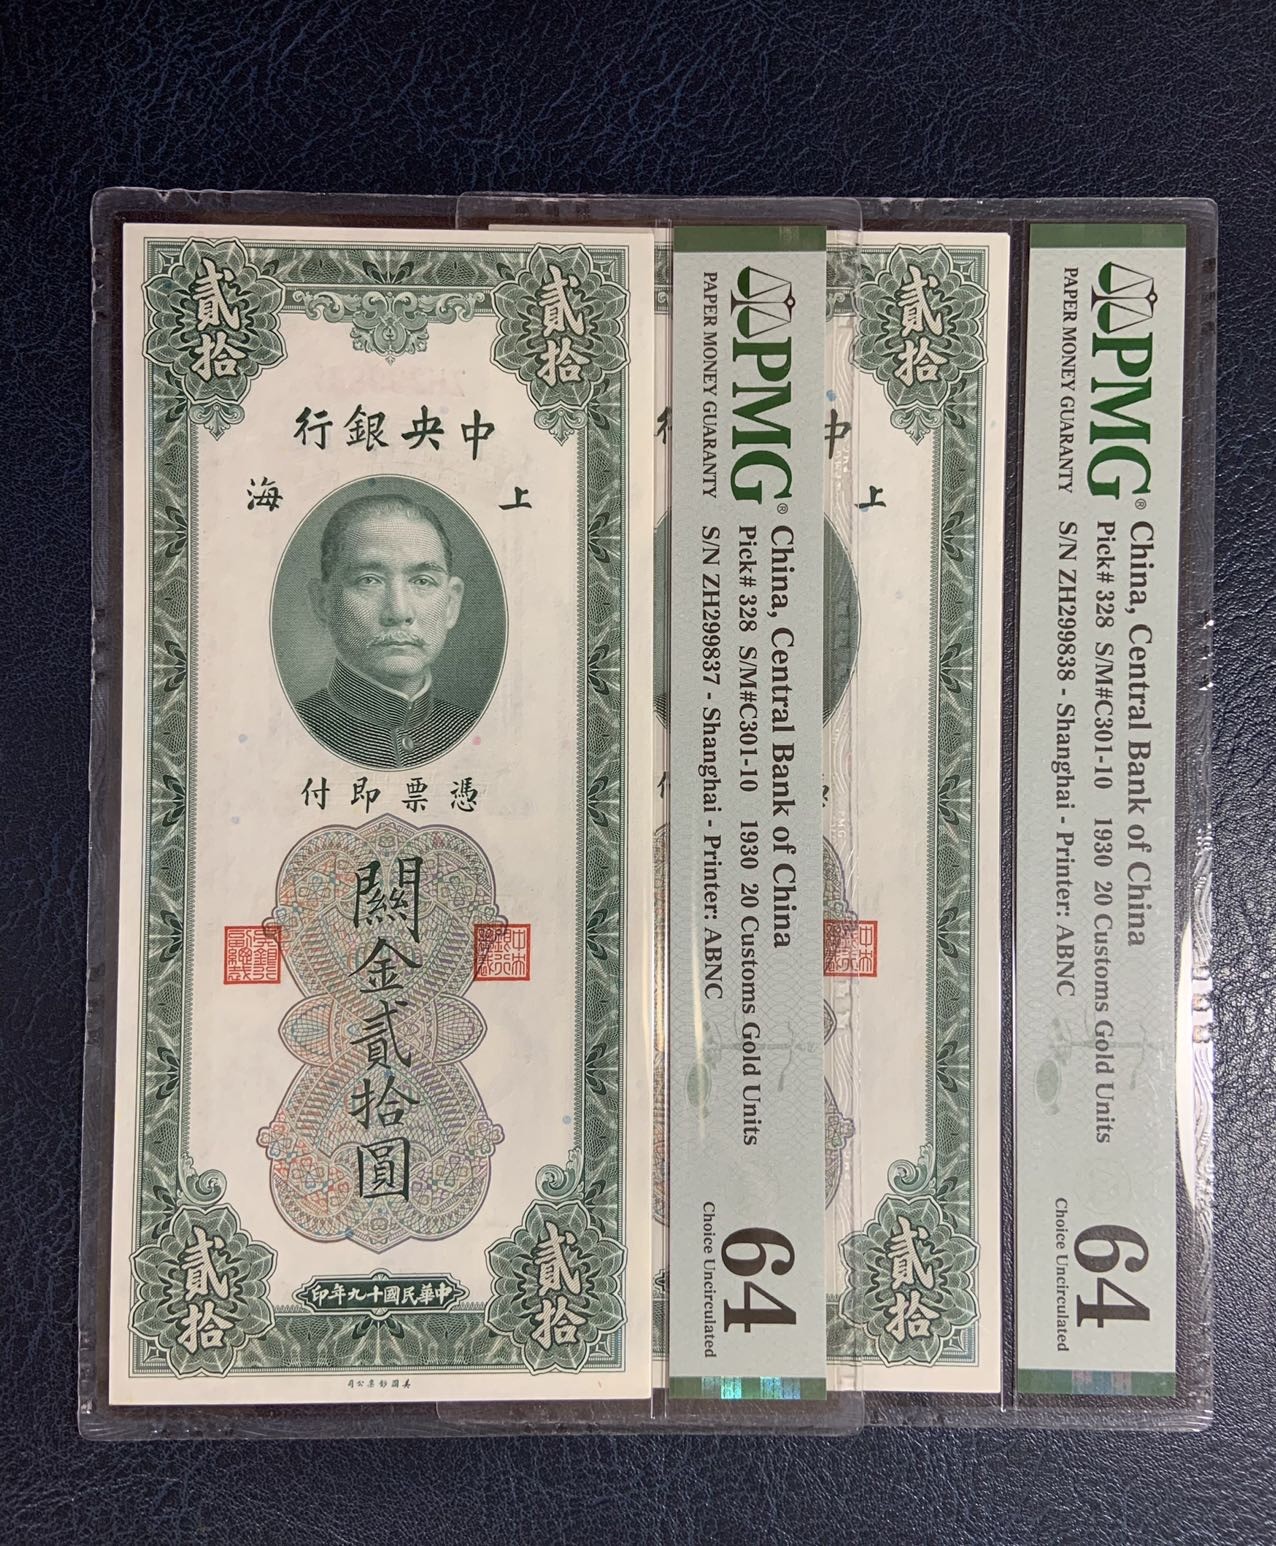 貳拾
貳拾
中央銀行
上海
憑票即付
關金貳拾圓
貳拾
貳拾
中華民國十九年印
美國鈔票公司
PMG®
PAPER MONEY GUARANTY
China, Central Bank of China
Pick# 328 S/M#C301-10 1930 20 Customs Gold Units
S/N ZH299837 - Shanghai - Printer: ABNC
64
Choice Uncirculated
貳拾
中
行
上
貳拾
PMG®
PAPER MONEY GUARANTY
China, Central Bank of China
Pick# 328 S/M#C301-10 1930 20 Customs Gold Units
S/N ZH299838 - Shanghai - Printer: ABNC
64
Choice Uncirculated